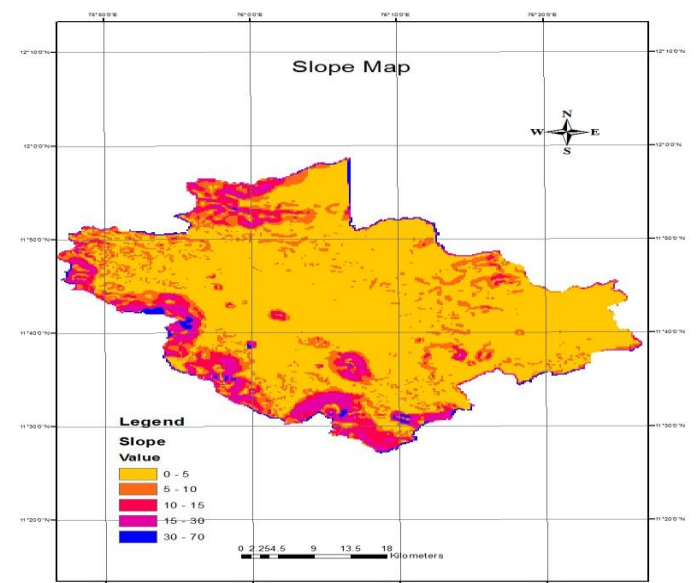 75°50'0"E 76°0'0"E 76°10'0"E 76°20'0"E
12°10'0"N 12°10'0"N
Slope Map
N
W E
S
12°0'0"N 12°0'0"N
11°50'0"N 11°50'0"N
11°40'0"N 11°40'0"N
Legend
Slope
Value
11°30'0"N 11°30'0"N
0 - 5
5 - 10
10 - 15
15 - 30
30 - 70
11°20'0"N 11°20'0"N
0 2.254.5 9 13.5 18
Kilometers